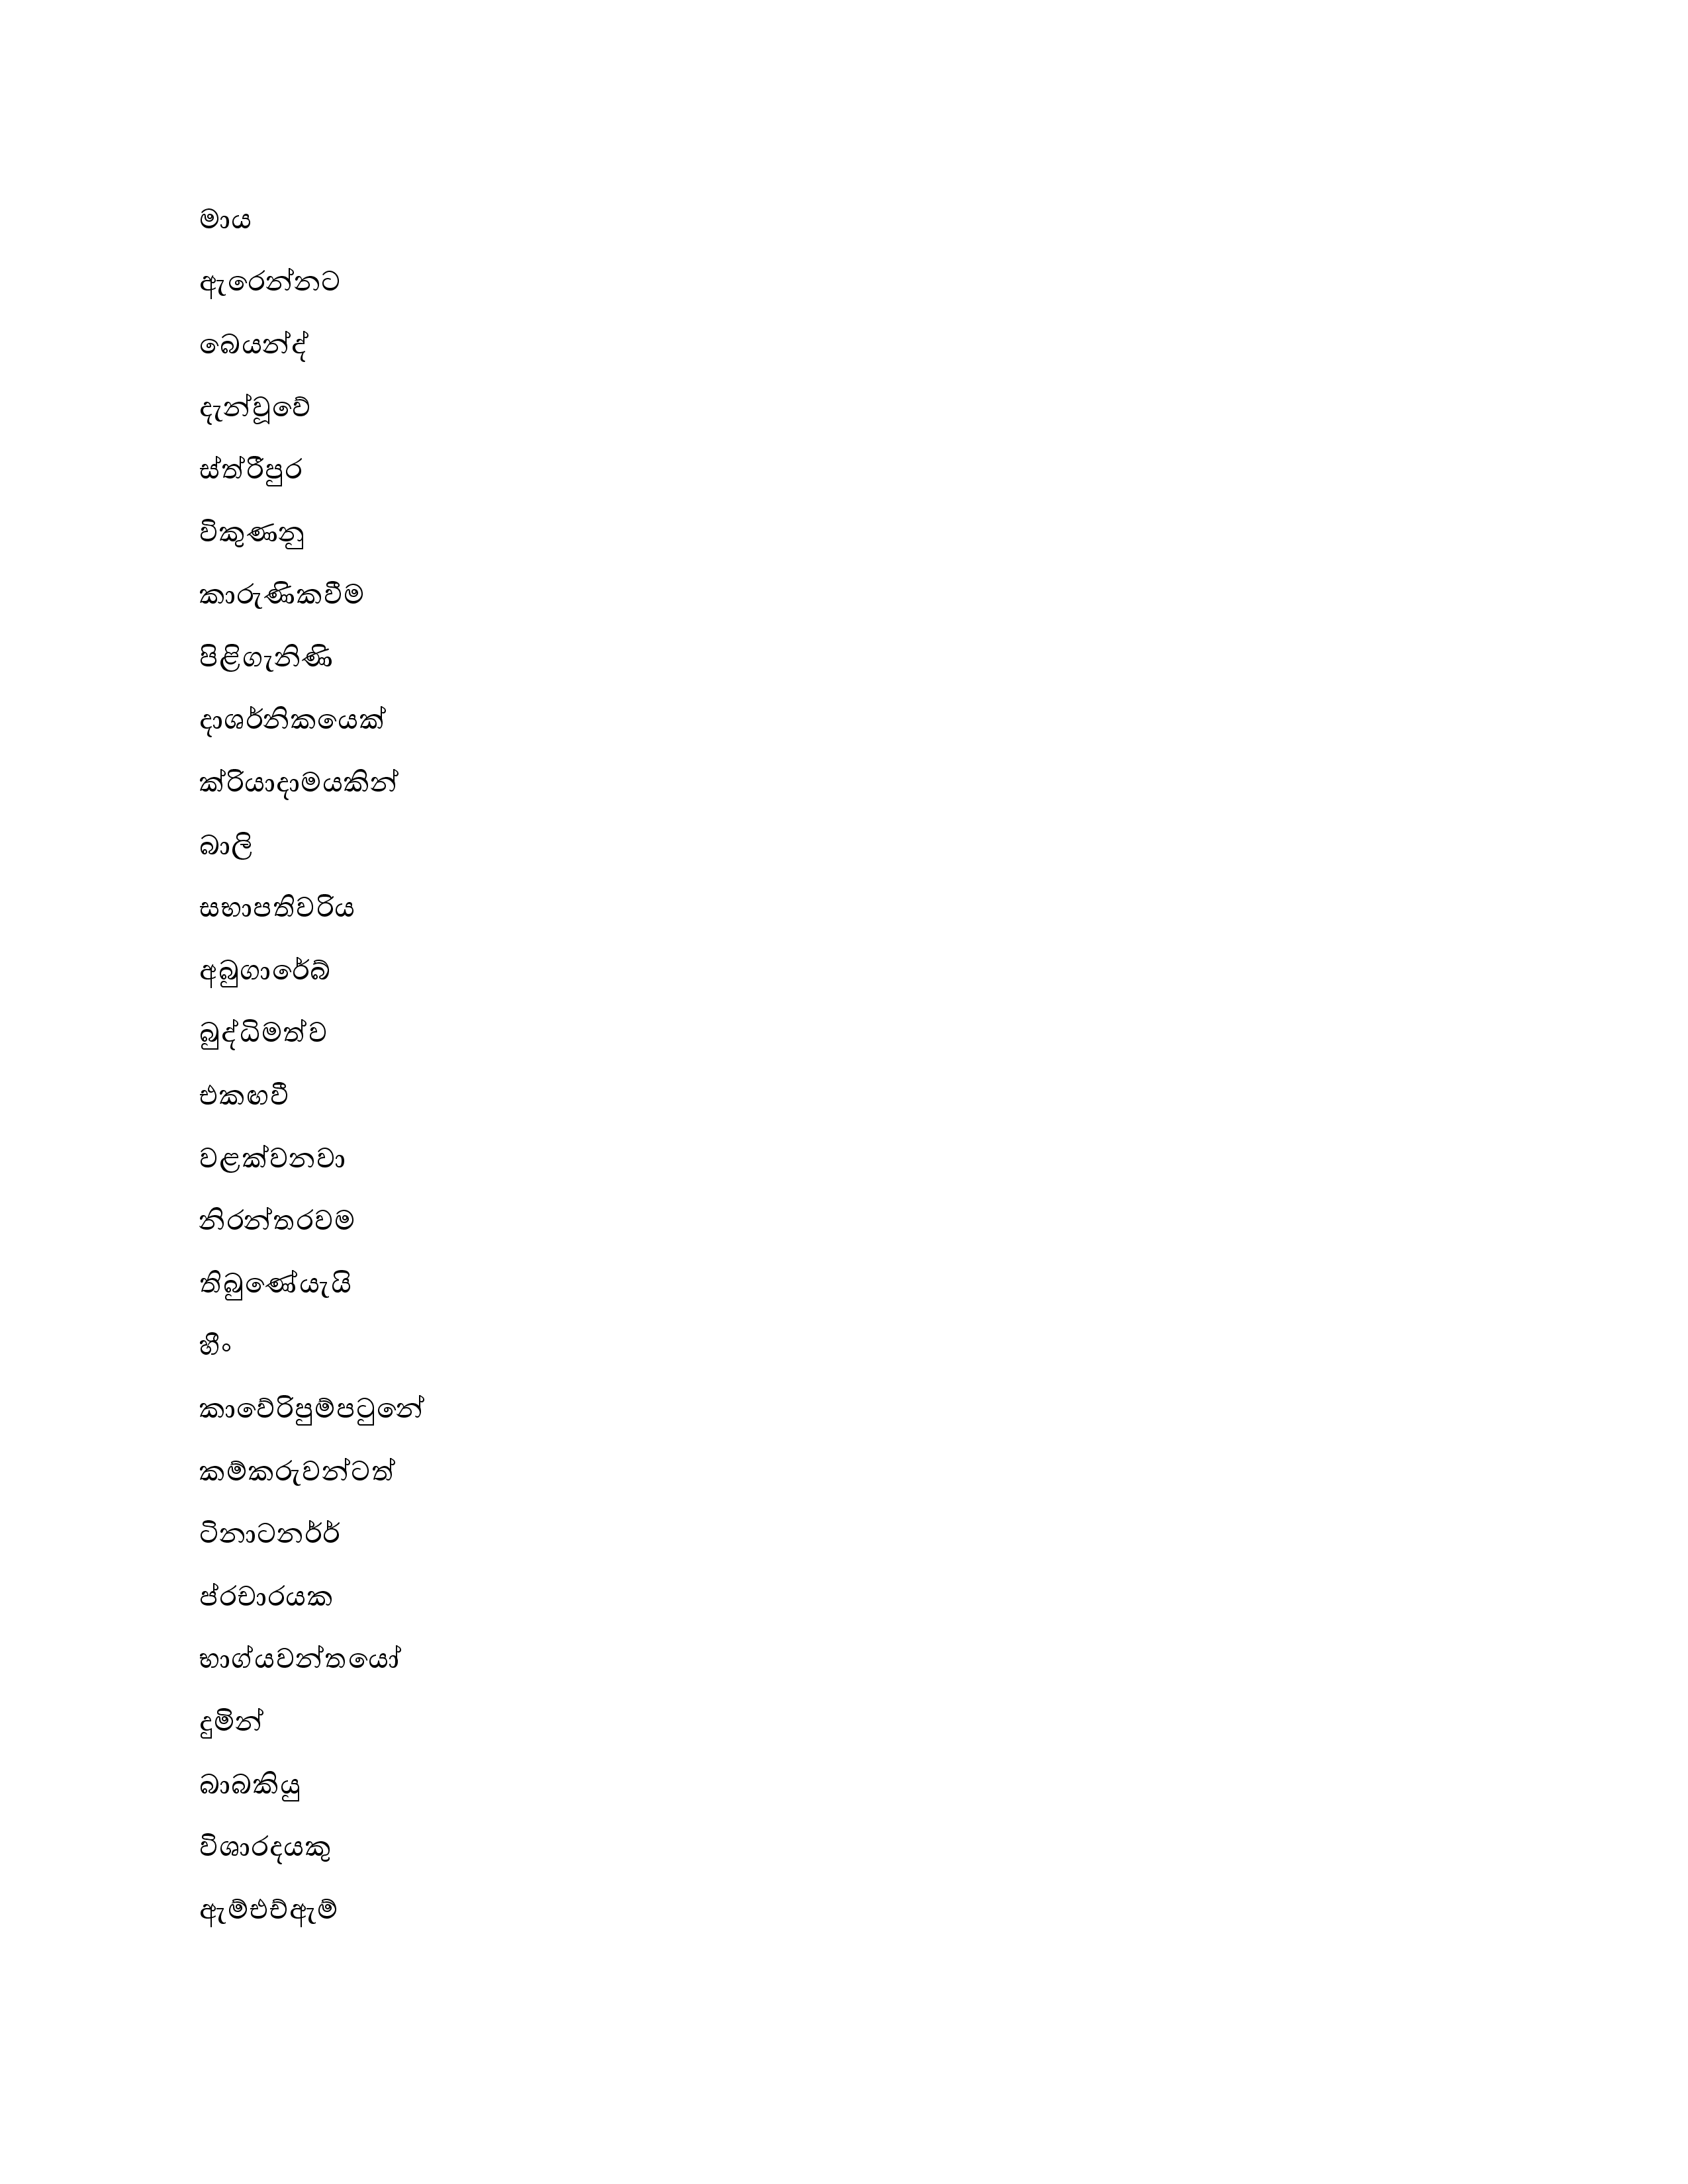 මාය
ඇරෙන්නට
බෙයන්ද්
දැන්වූවේ
ස්ත්රීපුර
විකුණනු
කාරුණිකවීම
පිළිගැනිණි
දාශර්නිකයෙක්
ක්රියාදාමයකින්
බාලි
සභාපතිවරිය
අබුගාරේබ්
බුද්ධිමත්ව
එකඟවී
වළක්වනවා
නිරන්තරවම
තිබුණේයැයි
හීං
කාවේරිපුම්පටුනේ
කම්කරුවන්ටත්
ටිනාටනර්ර්
ප්රචාරයක
භාග්යවන්තයෝ
දුමින්
බාබකියු
විශාරදයකු
ඇම්එච්ඇම්